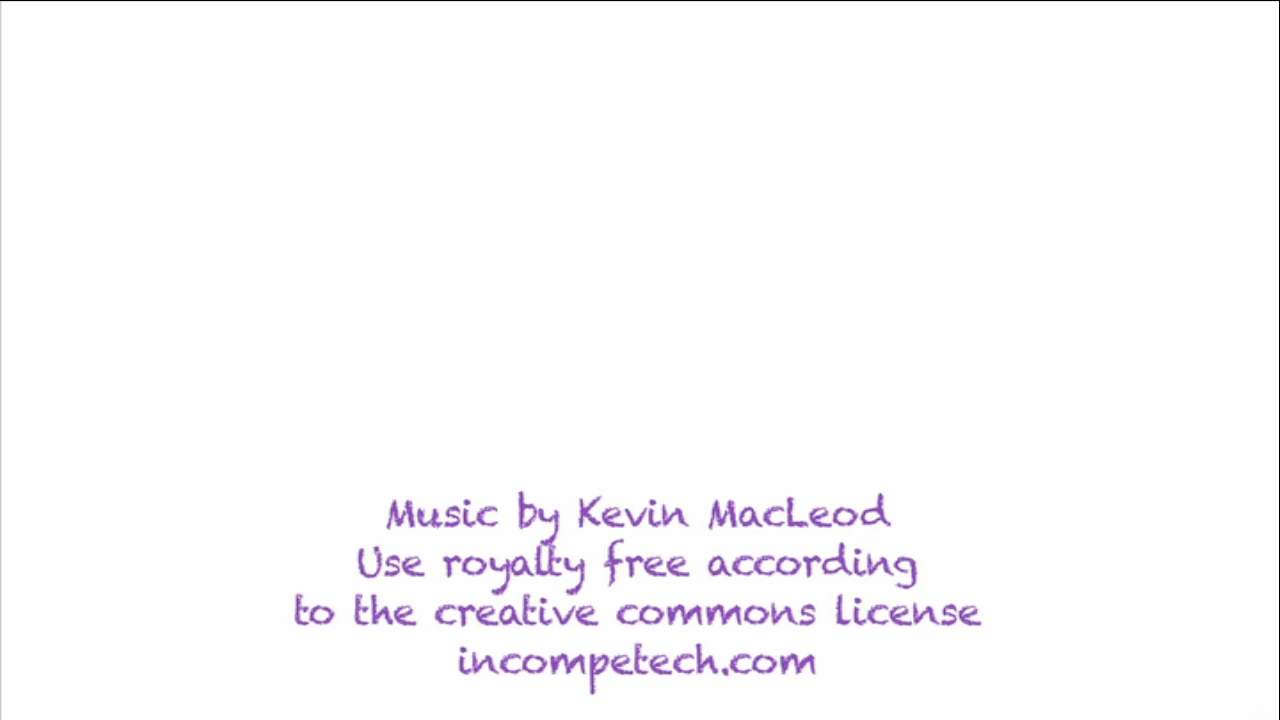 Music by Kevin MacLeod
Use royalty free according
to the creative commons license
incompetech.com